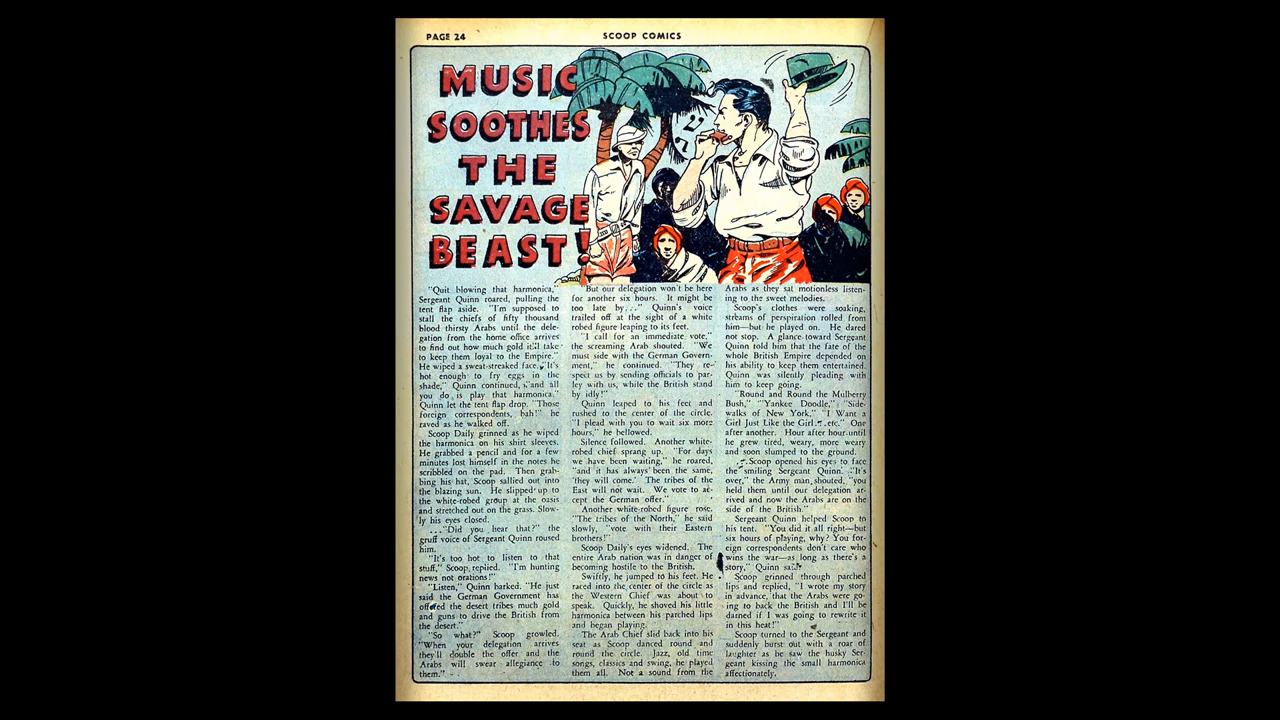 PAGE 24
SCOOP COMICS
MUSIC
SOOTHES
THE
SAVAGE
BEAST!
"Quit blowing that harmonica,"
Sergeant Quinn roared, pulling the
tent flap aside. "I'm supposed to
stall the chiefs of fifty thousand
blood thirsty Arabs until the dele-
gation from the home office arrives
to find out how much gold it'll take
to keep them loyal to the Empire."
He wiped a sweat-streaked face. "It's
hot enough to fry eggs in the
shade," Quinn continued, "and all
you do is play that harmonica."
Quinn let the tent flap drop. "Those
foreign correspondents, bah!" he
raved as he walked off.
Scoop Daily grinned as he wiped
the harmonica on his shirt sleeves.
He grabbed a pencil and for a few
minutes lost himself in the notes he
scribbled on the pad. Then grab-
bing his hat, Scoop sallied out into
the blazing sun. He slipped up to
the white-robed group at the oasis
and stretched out on the grass. Slow-
ly his eyes closed.
. . . "Did you hear that?" the
gruff voice of Sergeant Quinn roused
him.
"It's too hot to listen to that
stuff," Scoop replied. "I'm hunting
news not orations!"
"Listen," Quinn barked. "He just
said the German Government has
offered the desert tribes much gold
and guns to drive the British from
the desert."
"So what?" Scoop growled.
"When your delegation arrives
they'll double the offer and the
Arabs will swear allegiance to
them."
"But our delegation won't be here
for another six hours. It might be
too late by . . ." Quinn's voice
trailed off at the sight of a white
robed figure leaping to its feet.
"I call for an immediate vote,"
the screaming Arab shouted. "We
must side with the German Govern-
ment," he continued. "They re-
spect us by sending officials to par-
ley with us, while the British stand
by idly!"
Quinn leaped to his feet and
rushed to the center of the circle.
"I plead with you to wait six more
hours," he bellowed.
Silence followed. Another white-
robed chief sprang up. "For days
we have been waiting," he roared,
"and it has always been the same,
'they will come.' The tribes of the
East will not wait. We vote to ac-
cept the German offer."
Another white-robed figure rose.
"The tribes of the North," he said
slowly, "vote with their Eastern
brothers!"
Scoop Daily's eyes widened. The
entire Arab nation was in danger of
becoming hostile to the British.
Swiftly, he jumped to his feet. He
raced into the center of the circle as
the Western Chief was about to
speak. Quickly, he shoved his little
harmonica between his parched lips
and began playing.
The Arab Chief slid back into his
seat as Scoop danced round and
round the circle. Jazz, old time
songs, classics and swing, he played
them all. Not a sound from the
Arabs as they sat motionless listen-
ing to the sweet melodies.
Scoop's clothes were soaking,
streams of perspiration rolled from
him—but he played on. He dared
not stop. A glance toward Sergeant
Quinn told him that the fate of the
whole British Empire depended on
his ability to keep them entertained.
Quinn was silently pleading with
him to keep going.
"Round and Round the Mulberry
Bush," "Yankee Doodle," "Side-
walks of New York," "I Want a
Girl Just Like the Girl . . etc." One
after another. Hour after hour until
he grew tired, weary, more weary
and soon slumped to the ground.
. . . Scoop opened his eyes to face
the smiling Sergeant Quinn. "It's
over," the Army man shouted, "you
held them until our delegation ar-
rived and now the Arabs are on the
side of the British."
Sergeant Quinn helped Scoop to
his tent. "You did it all right—but
six hours of playing, why? You for-
eign correspondents don't care who
wins the war—as long as there's a
story," Quinn said.
Scoop grinned through parched
lips and replied, "I wrote my story
in advance, that the Arabs were go-
ing to back the British and I'll be
darned if I was going to rewrite it
in this heat!"
Scoop turned to the Sergeant and
suddenly burst out with a roar of
laughter as he saw the husky Ser-
geant kissing the small harmonica
affectionately.